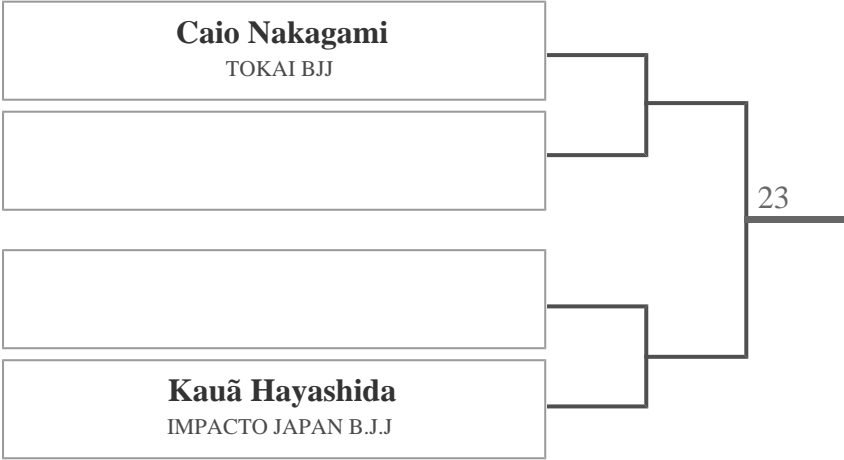 Caio Nakagami
TOKAI BJJ
23
Kauã Hayashida
IMPACTO JAPAN B.J.J